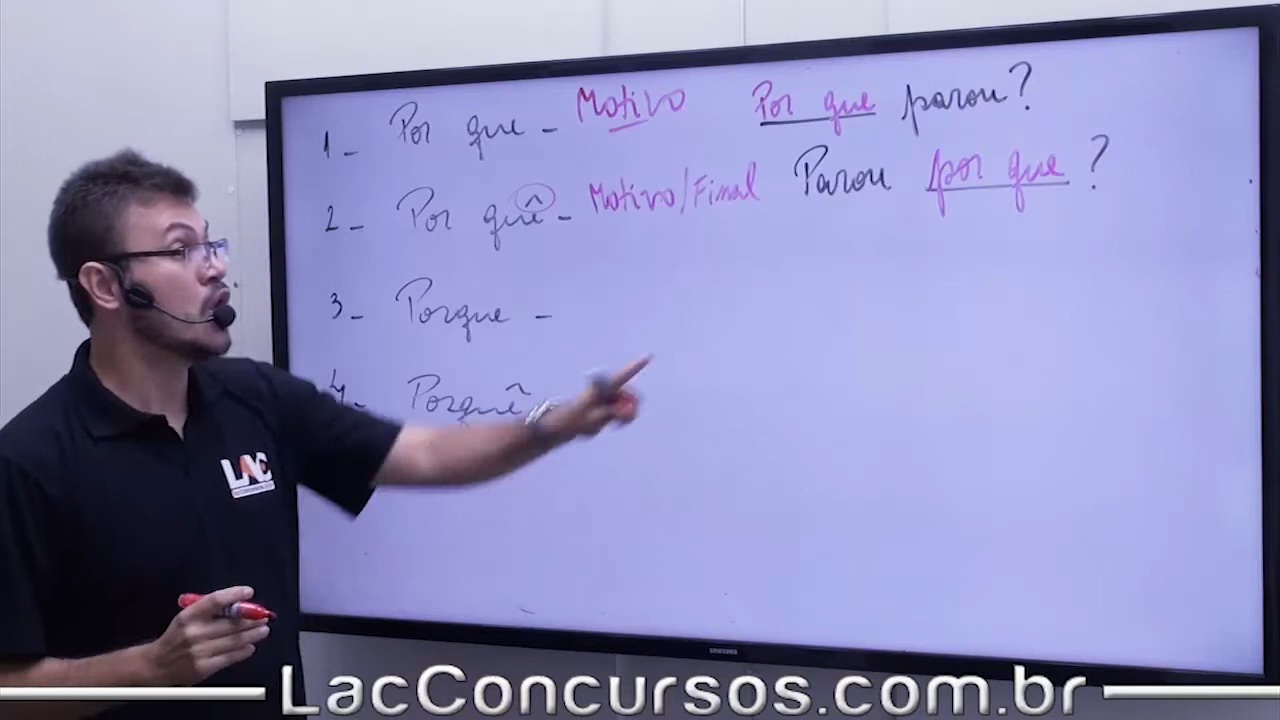 1- Por que - Motivo Por que parou?
2- Por quê - Motivo/Final Parou por que?
3- Porque -
4- Porquê
LAC
SAMSUNG
LacConcursos.com.br